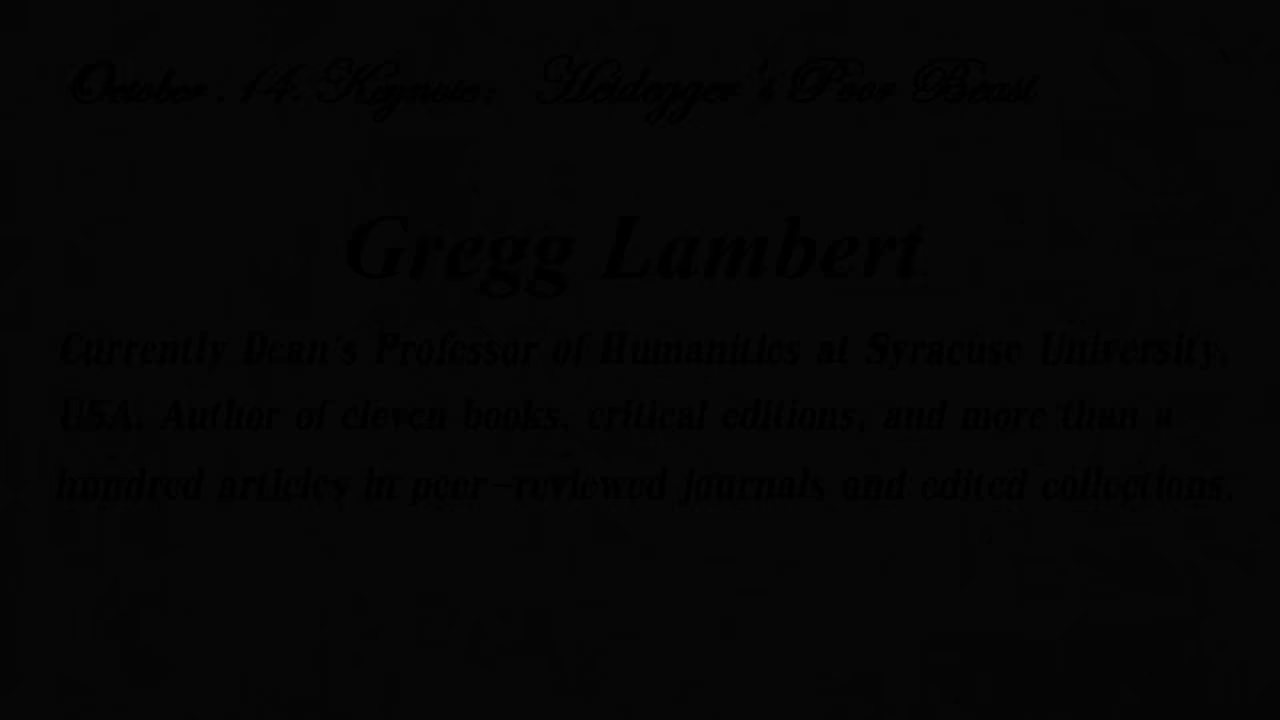 October . 14. Keynote: Heidegger's Poor Beast
Gregg Lambert
Currently Dean's Professor of Humanities at Syracuse University,
USA. Author of eleven books, critical editions, and more than a
hundred articles in peer-reviewed journals and edited collections.